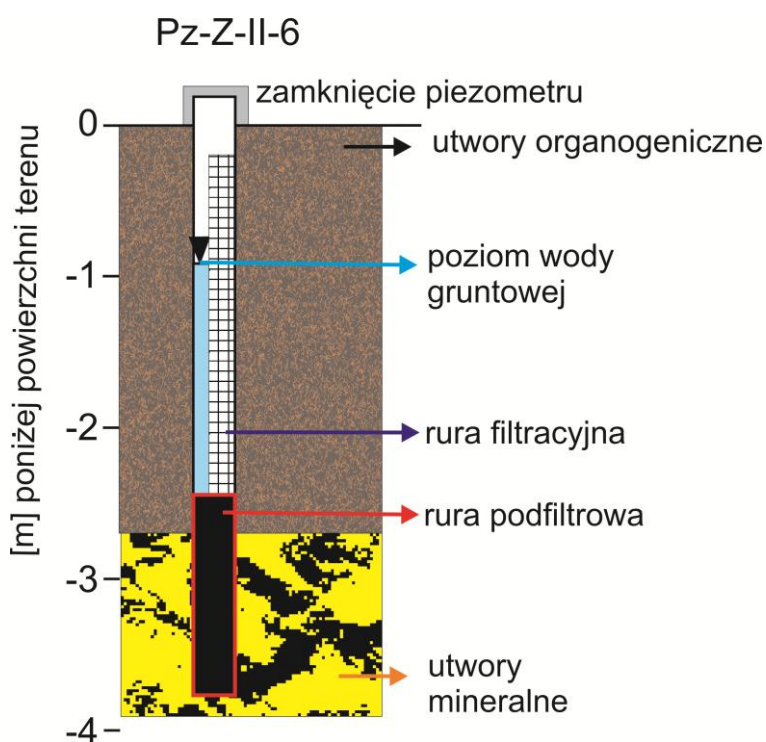 Pz-Z-II-6
zamknięcie piezometru
0
utwory organogeniczne
poziom wody
gruntowej
-1
rura filtracyjna
-2
rura podfiltrowa
-3
utwory
mineralne
-4
[m] poniżej powierzchni terenu